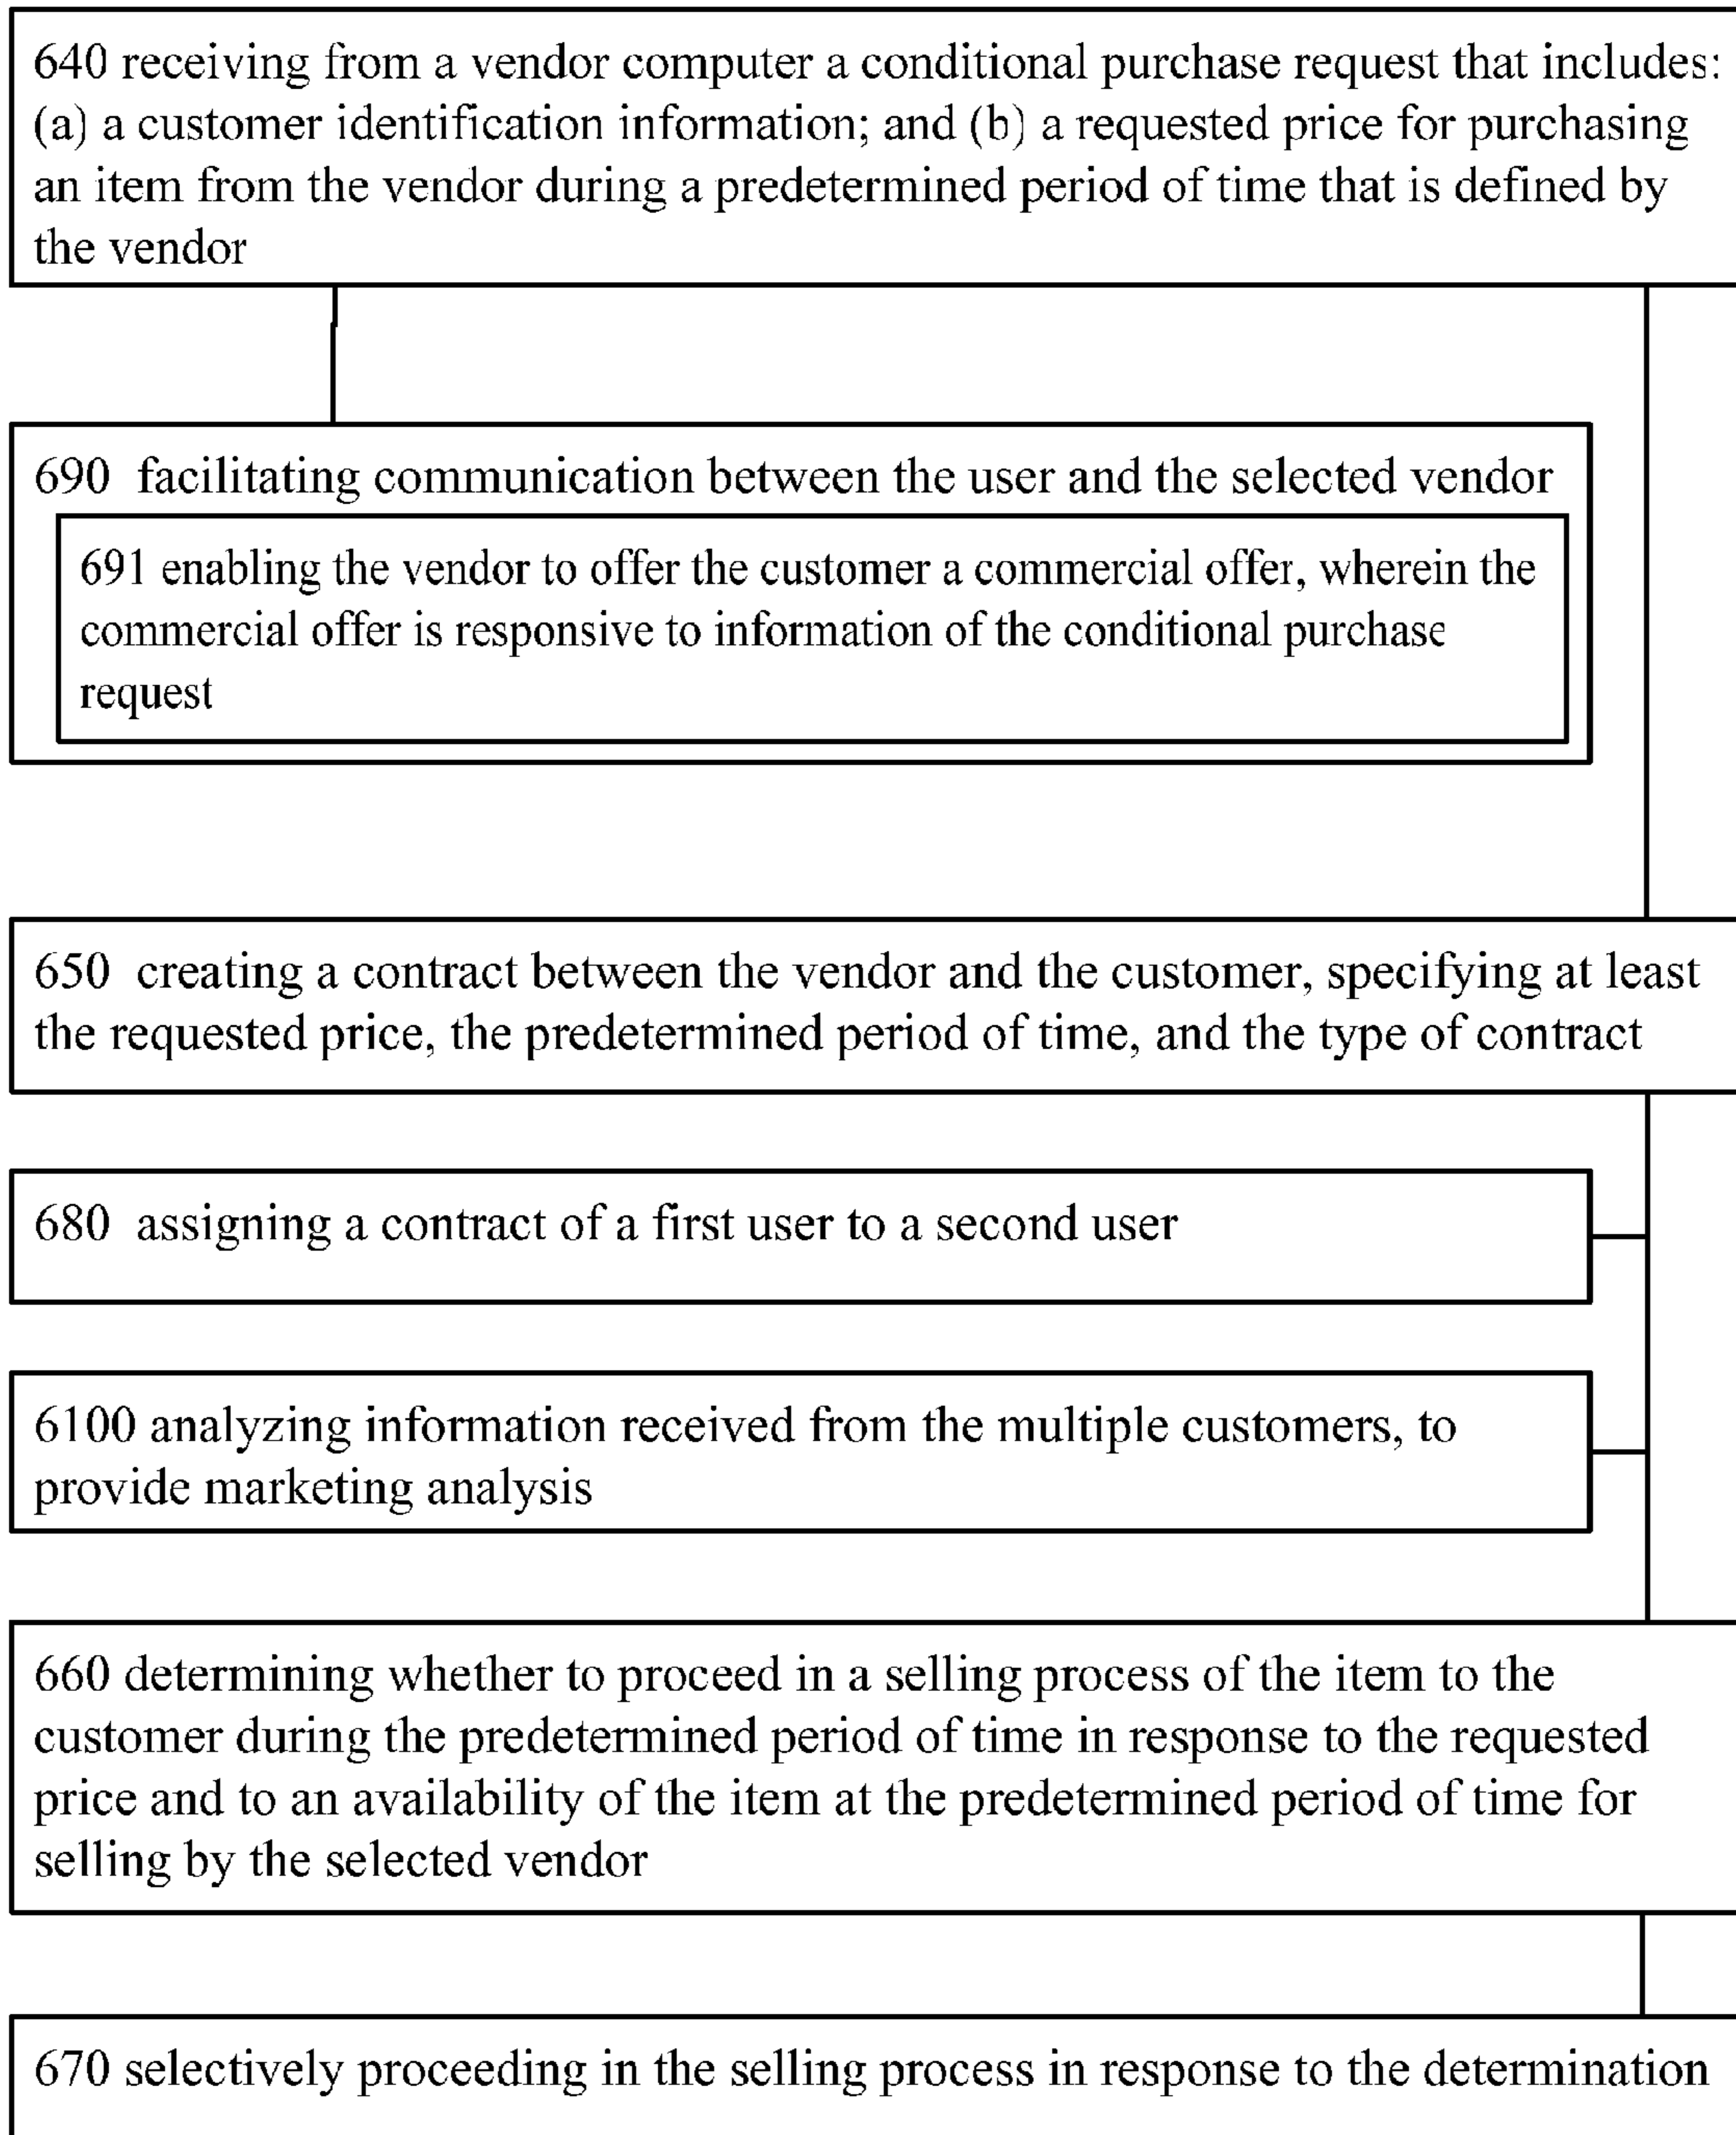 640 receiving from a vendor computer a conditional purchase request that includes:
(a) a customer identification information; and (b) a requested price for purchasing
an item from the vendor during a predetermined period of time that is defined by
the vendor
690 facilitating communication between the user and the selected vendor
691 enabling the vendor to offer the customer a commercial offer, wherein the
commercial offer is responsive to information of the conditional purchase
request
650 creating a contract between the vendor and the customer, specifying at least
the requested price, the predetermined period of time, and the type of contract
680 assigning a contract of a first user to a second user
6100 analyzing information received from the multiple customers, to
provide marketing analysis
660 determining whether to proceed in a selling process of the item to the
customer during the predetermined period of time in response to the requested
price and to an availability of the item at the predetermined period of time for
selling by the selected vendor
670 selectively proceeding in the selling process in response to the determination